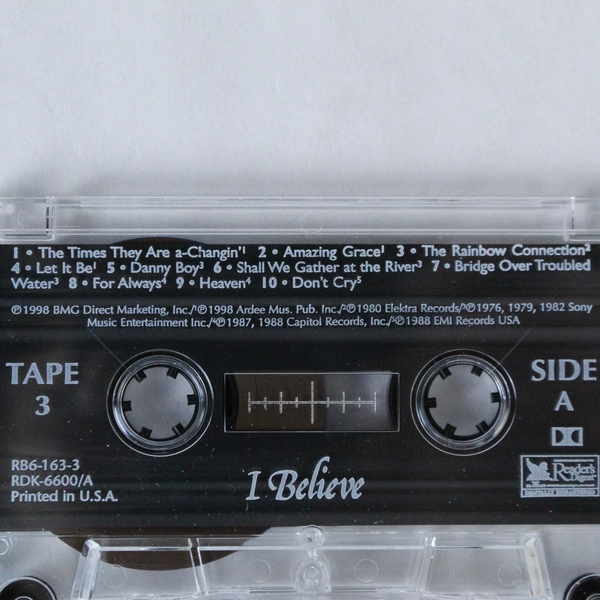 1 • The Times They Are a-Changin'¹ 2 • Amazing Grace¹ 3 • The Rainbow Connection²
4 • Let It Be¹ 5 • Danny Boy³ 6 • Shall We Gather at the River³ 7 • Bridge Over Troubled
Water³ 8 • For Always⁴ 9 • Heaven⁴ 10 • Don't Cry⁵
℗1998 BMG Direct Marketing, Inc./¹℗1998 Ardee Mus. Pub. Inc./²℗1980 Elektra Records/³℗1976, 1979, 1982 Sony
Music Entertainment Inc./⁴℗1987, 1988 Capitol Records, Inc./⁵℗1988 EMI Records USA
TAPE
3
SIDE
A
RB6-163-3
RDK-6600/A
Printed in U.S.A.
I Believe
Reader's
Digest
DIGITALLY REMASTERED